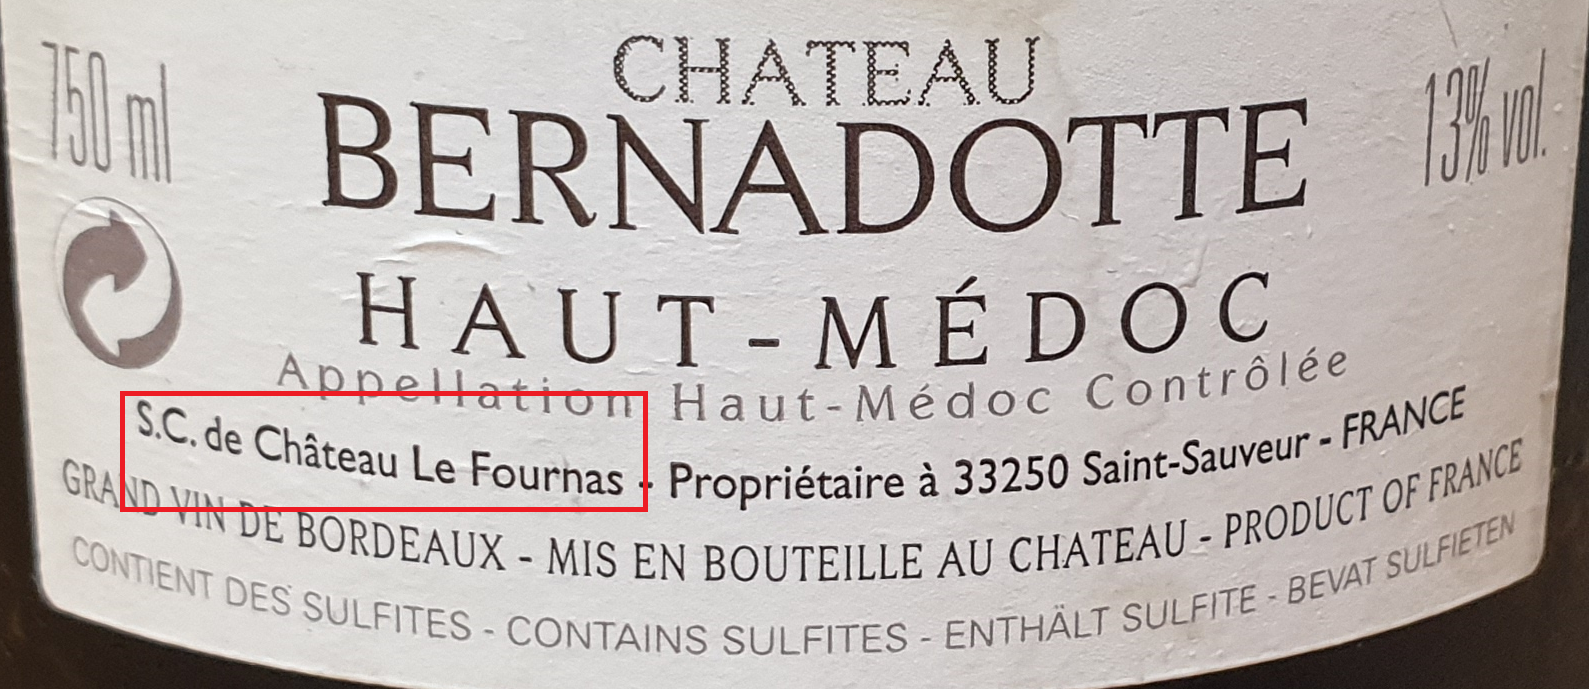 750 ml
CHATEAU
13% vol.
BERNADOTTE
HAUT-MÉDOC
Appellation Haut-Médoc Contrôlée
S.C. de Château Le Fournas - Propriétaire à 33250 Saint-Sauveur - FRANCE
GRAND VIN DE BORDEAUX - MIS EN BOUTEILLE AU CHATEAU - PRODUCT OF FRANCE
CONTIENT DES SULFITES - CONTAINS SULFITES - ENTHÄLT SULFITE - BEVAT SULFIETEN